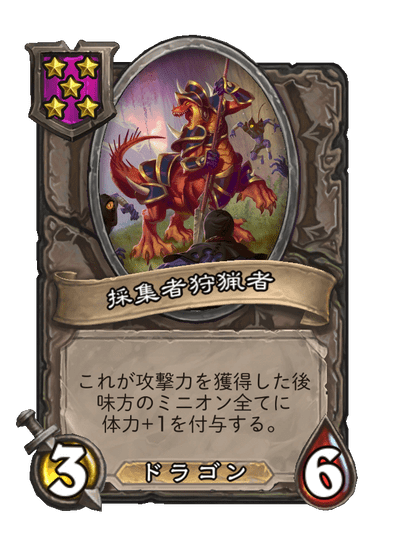 採集者狩猟者
これが攻撃力を獲得した後
味方のミニオン全てに
体力+1を付与する。
3
ドラゴン
6